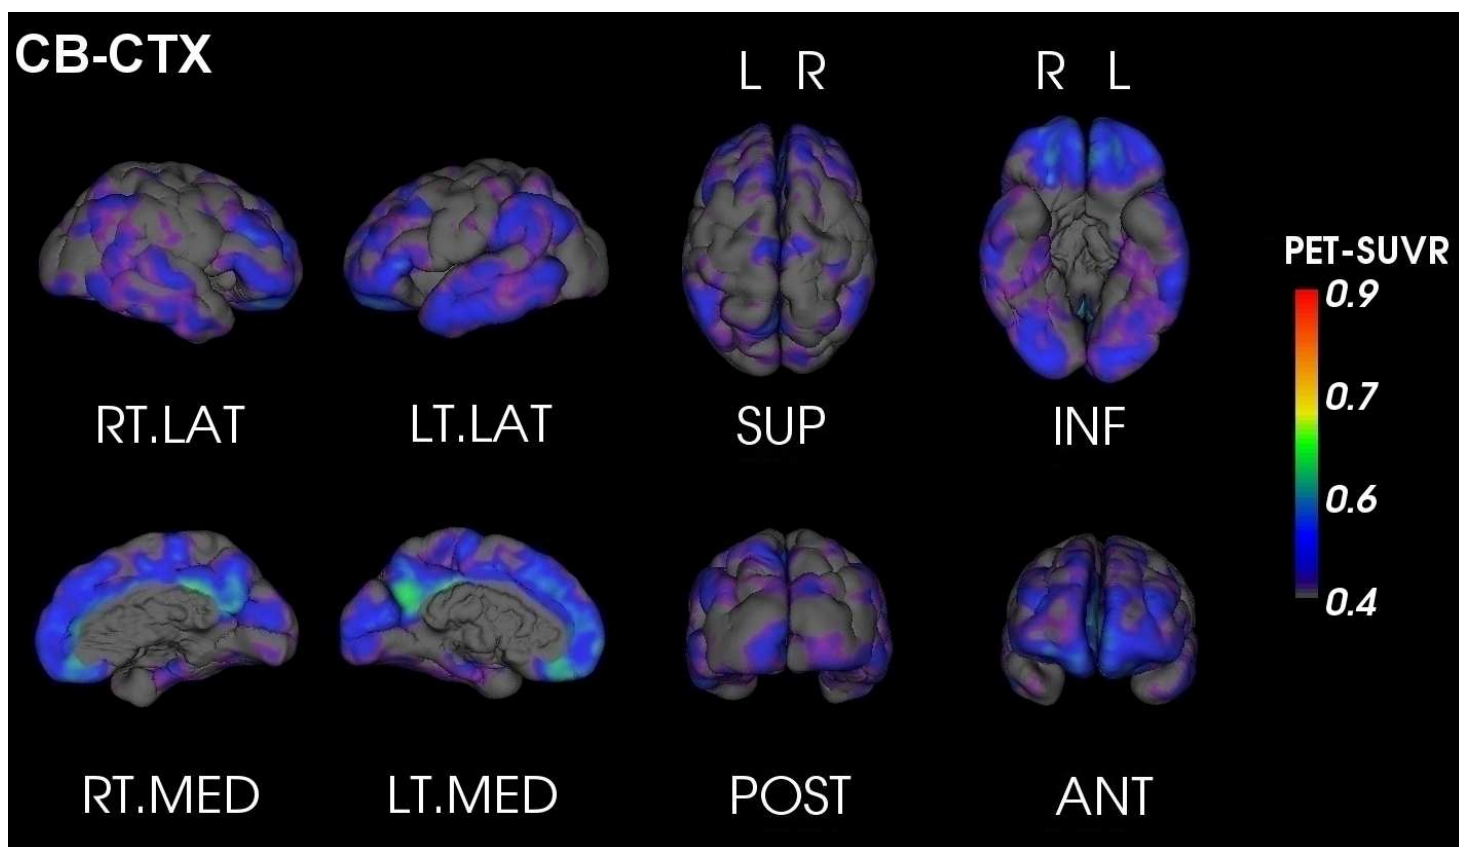 CB-CTX
L R
R L
PET-SUVR
0.9
0.7
0.6
0.4
RT.LAT
LT.LAT
SUP
INF
RT.MED
LT.MED
POST
ANT